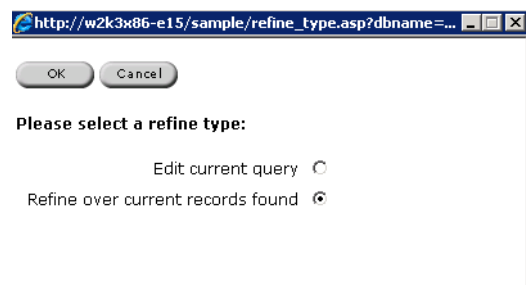 http://w2k3x86-e15/sample/refine_type.asp?dbname=...
OK Cancel
Please select a refine type:
Edit current query
Refine over current records found